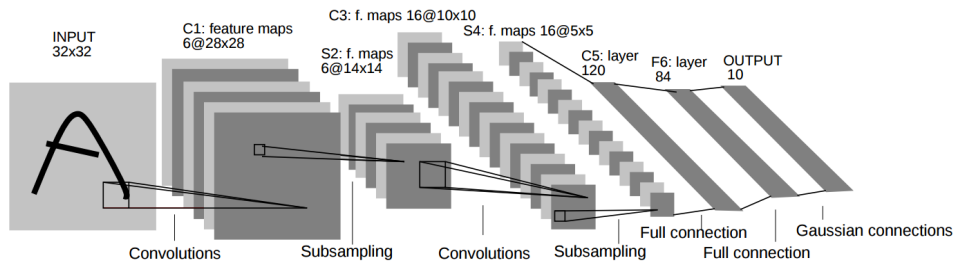 INPUT
32x32
C1: feature maps
6@28x28
S2: f. maps
6@14x14
C3: f. maps 16@10x10
S4: f. maps 16@5x5
C5: layer
120
F6: layer
84
OUTPUT
10
Convolutions
Subsampling
Convolutions
Subsampling
Full connection
Full connection
Gaussian connections